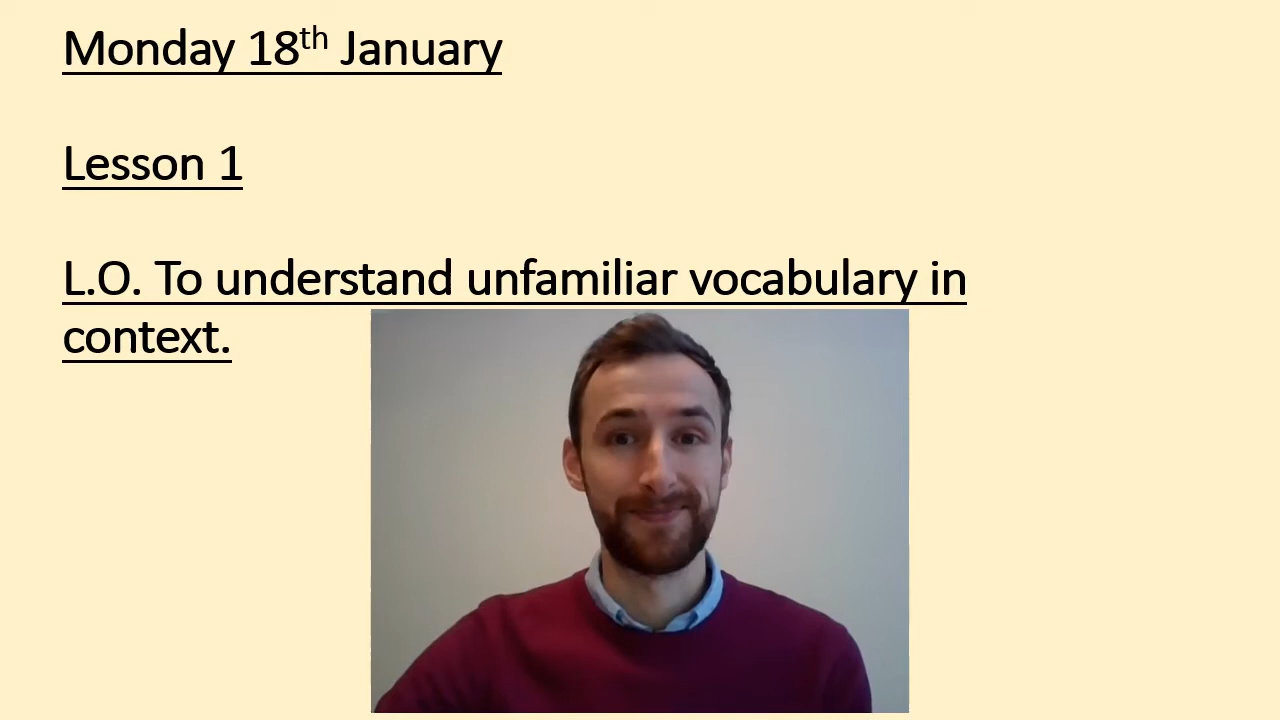 Monday 18th January
Lesson 1
L.O. To understand unfamiliar vocabulary in
context.